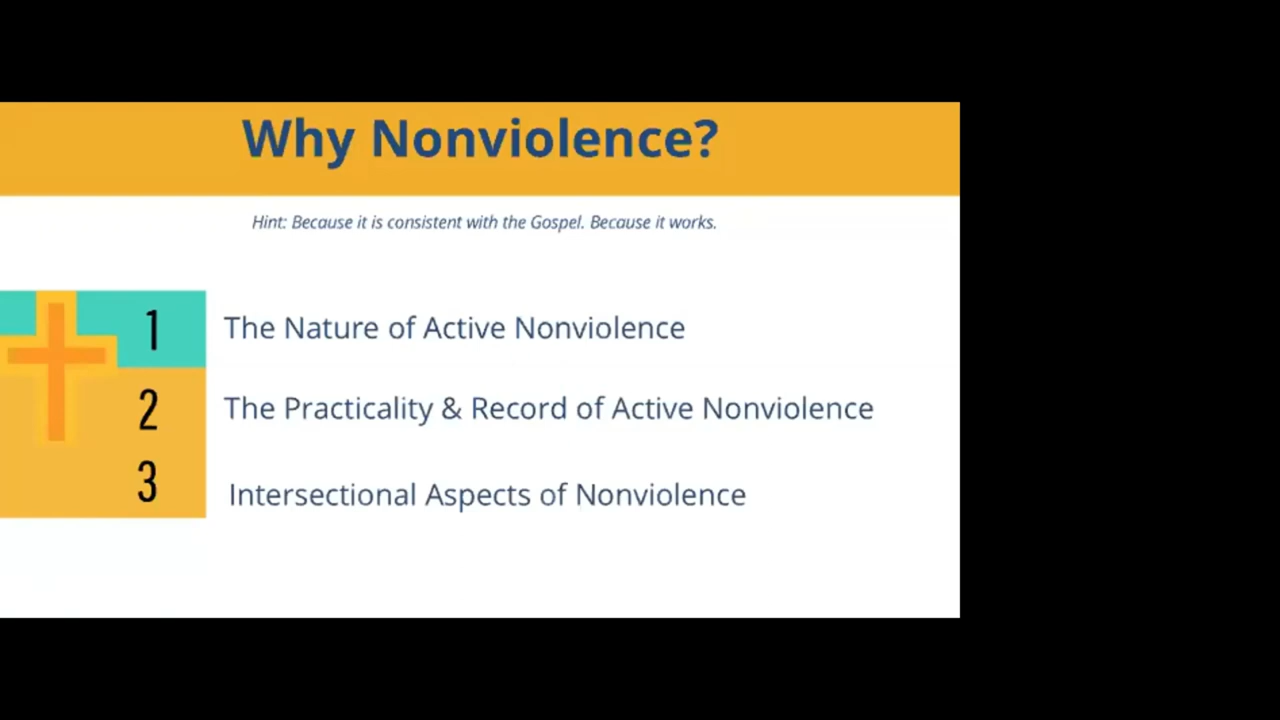 Why Nonviolence?
Hint: Because it is consistent with the Gospel. Because it works.
1 The Nature of Active Nonviolence
2 The Practicality & Record of Active Nonviolence
3 Intersectional Aspects of Nonviolence